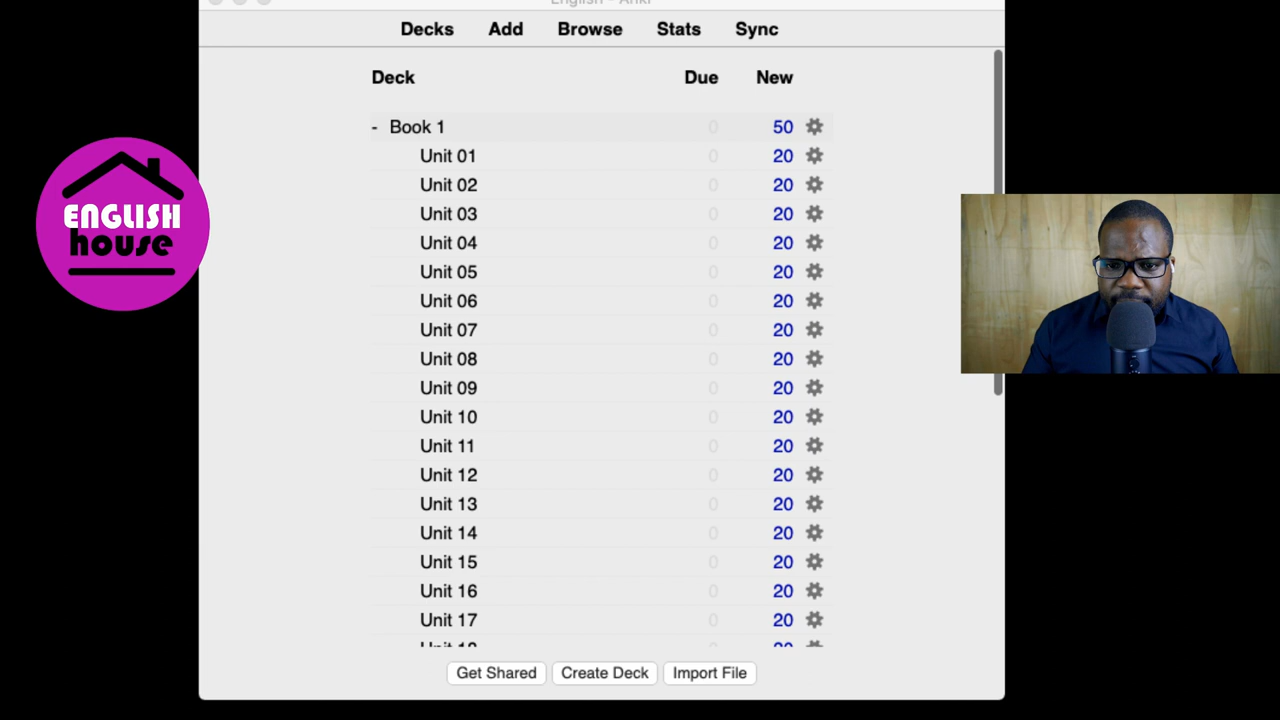 English - Anki
Decks Add Browse Stats Sync
Deck Due New
- Book 1 0 50
Unit 01 0 20
Unit 02 0 20
Unit 03 0 20
Unit 04 0 20
Unit 05 0 20
Unit 06 0 20
Unit 07 0 20
Unit 08 0 20
Unit 09 0 20
Unit 10 0 20
Unit 11 0 20
Unit 12 0 20
Unit 13 0 20
Unit 14 0 20
Unit 15 0 20
Unit 16 0 20
Unit 17 0 20
Get Shared Create Deck Import File
ENGLISH
house